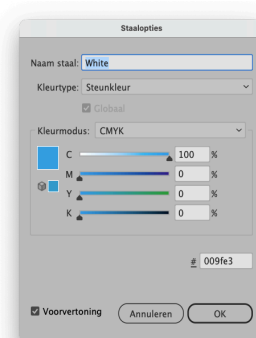 Staalopties
Naam staal: White
Kleurtype: Steunkleur
Globaal
Kleurmodus: CMYK
C 100 %
M 0 %
Y 0 %
K 0 %
# 009fe3
Voorvertoning Annuleren OK